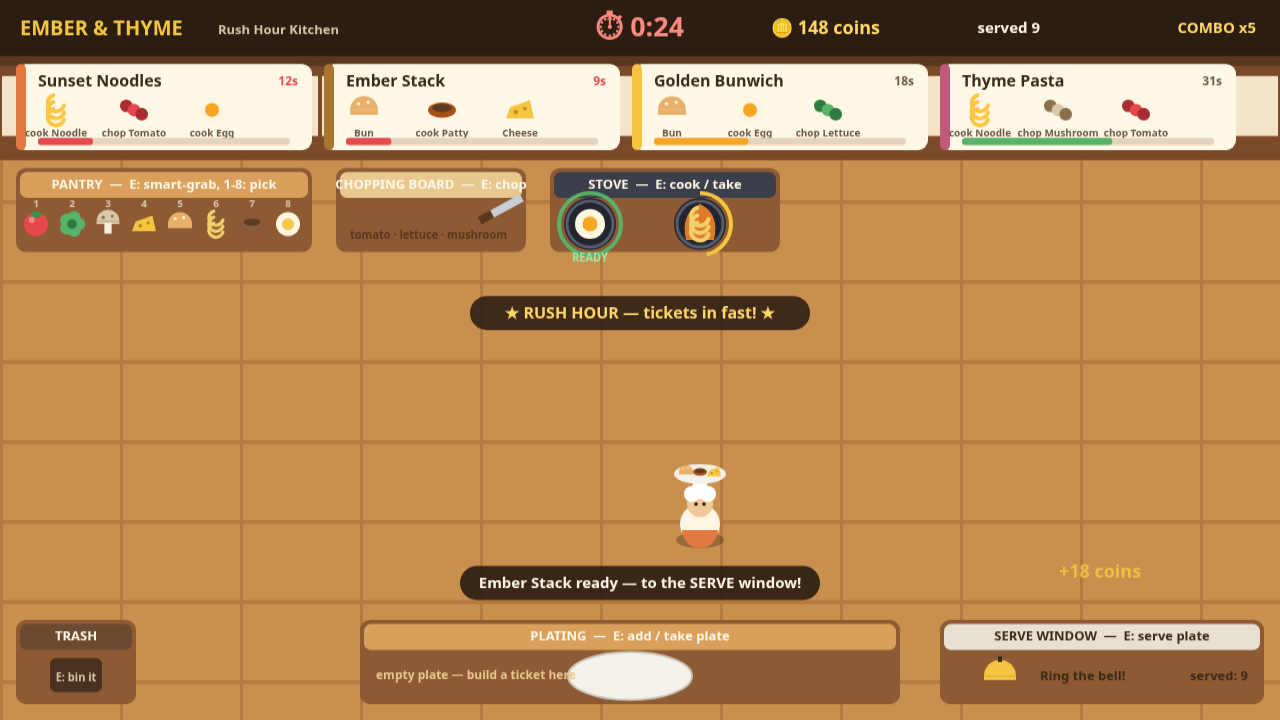 EMBER & THYME
Rush Hour Kitchen
0:24
148 coins
served 9
COMBO x5
Sunset Noodles
12s
cook Noodle
chop Tomato
cook Egg
Ember Stack
9s
Bun
cook Patty
Cheese
Golden Bunwich
18s
Bun
cook Egg
chop Lettuce
Thyme Pasta
31s
cook Noodle
chop Mushroom
chop Tomato
PANTRY — E: smart-grab, 1-8: pick
1 2 3 4 5 6 7 8
CHOPPING BOARD — E: chop
tomato · lettuce · mushroom
STOVE — E: cook / take
READY
★ RUSH HOUR — tickets in fast! ★
Ember Stack ready — to the SERVE window!
+18 coins
TRASH
E: bin it
PLATING — E: add / take plate
empty plate — build a ticket here
SERVE WINDOW — E: serve plate
Ring the bell!
served: 9